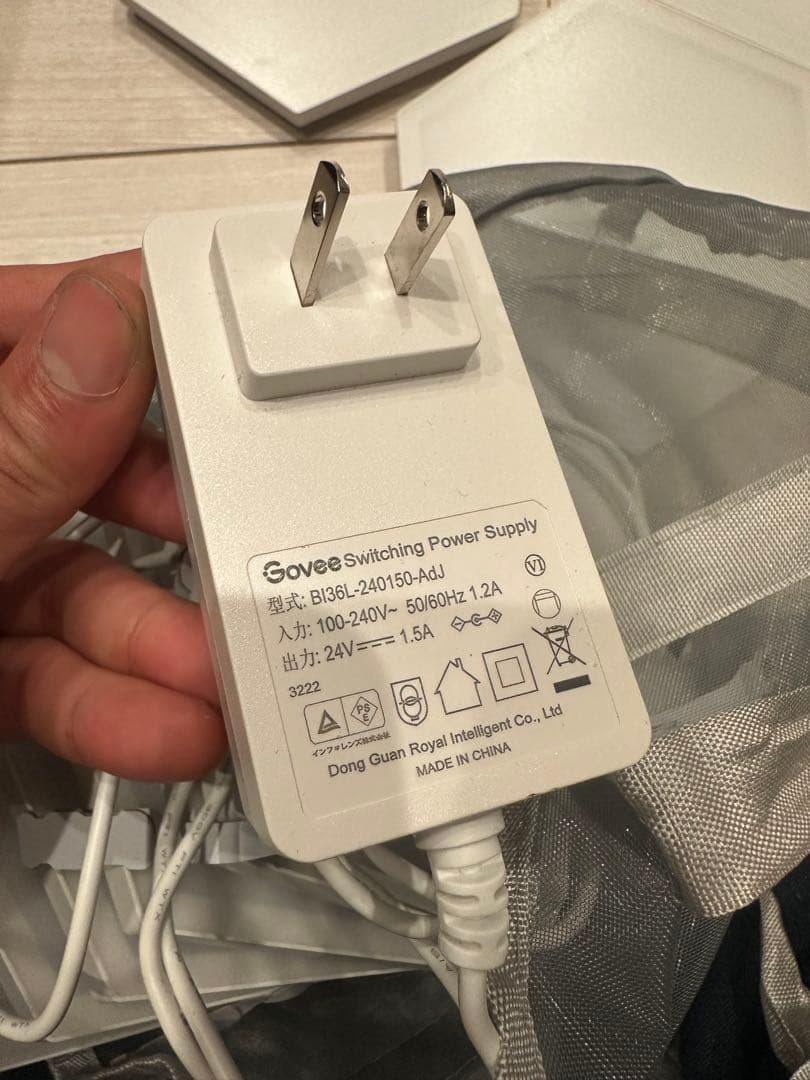 Govee Switching Power Supply
型式: BI36L-240150-AdJ
入力: 100-240V~ 50/60Hz 1.2A
出力: 24V⎓1.5A
VI
3222
PS
E
インフォレンズ株式会社
Dong Guan Royal Intelligent Co., Ltd
MADE IN CHINA